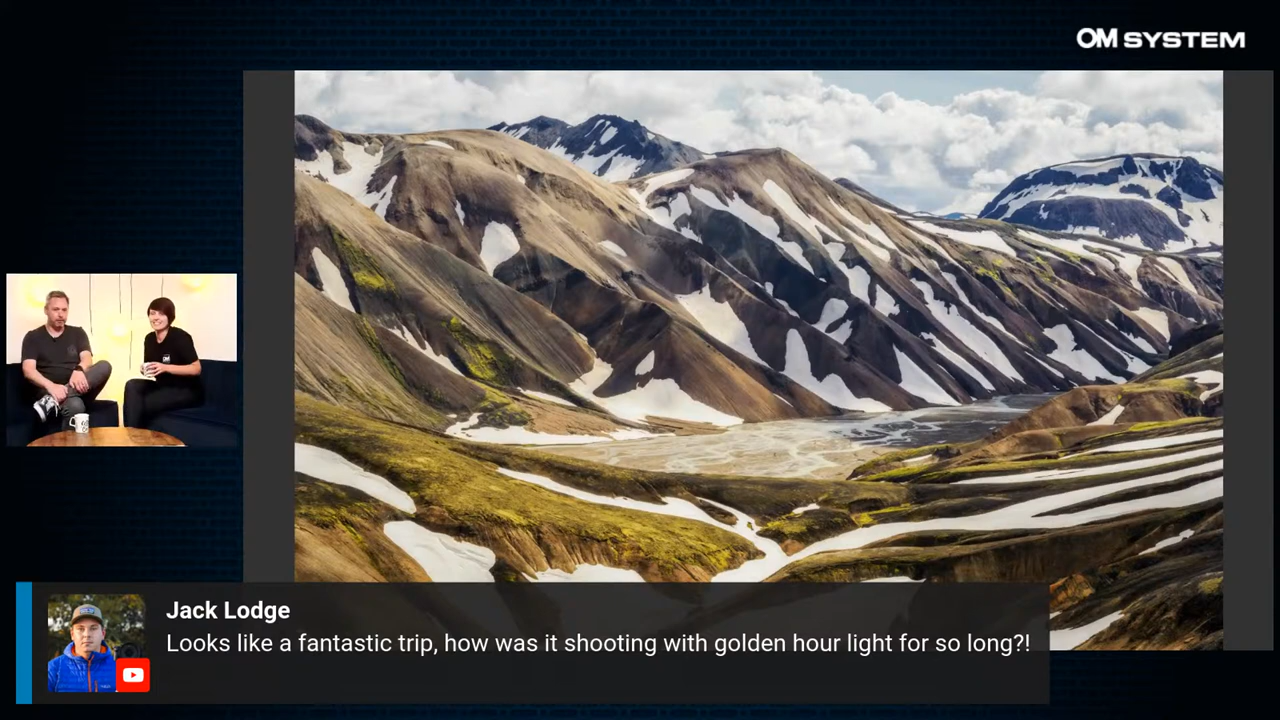 OM SYSTEM
Jack Lodge
Looks like a fantastic trip, how was it shooting with golden hour light for so long?!